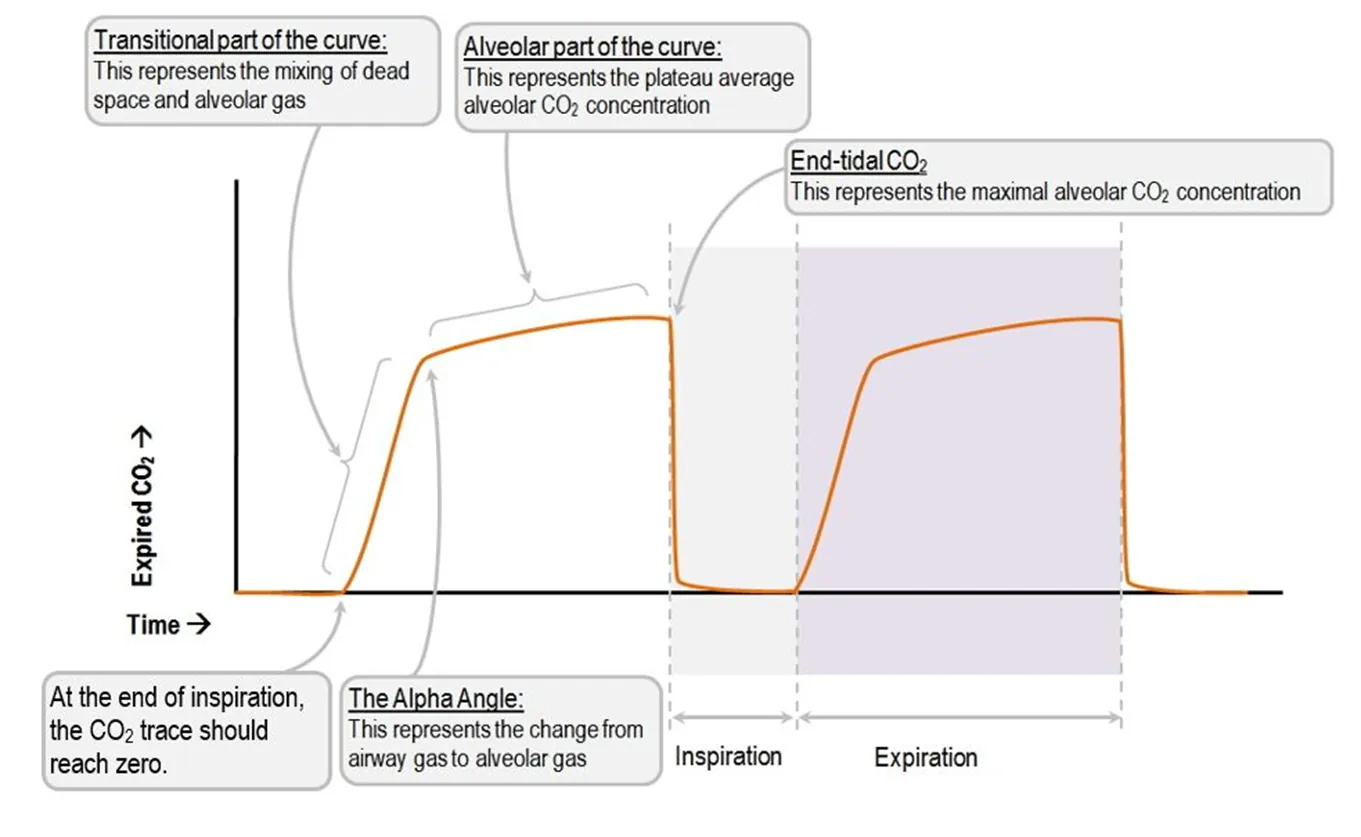 Transitional part of the curve:
This represents the mixing of dead
space and alveolar gas
Alveolar part of the curve:
This represents the plateau average
alveolar CO₂ concentration
End-tidal CO₂
This represents the maximal alveolar CO₂ concentration
Expired CO₂ →
Time →
At the end of inspiration,
the CO₂ trace should
reach zero.
The Alpha Angle:
This represents the change from
airway gas to alveolar gas
Inspiration
Expiration